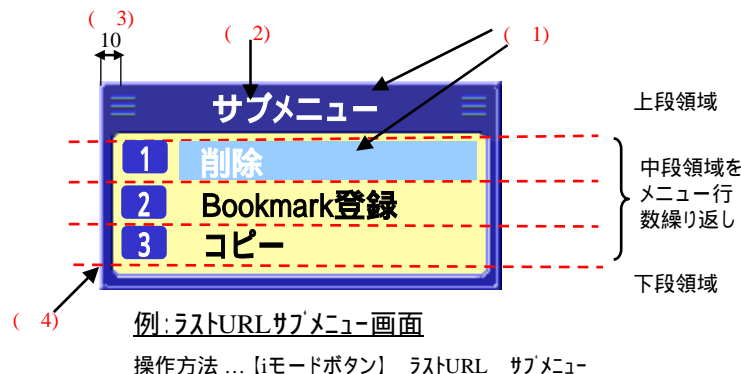 ( 3)
10
( 2)
( 1)
サブメニュー
上段領域
1 削除
2 Bookmark登録
3 コピー
中段領域を
メニュー行
数繰り返し
下段領域
( 4)
例:ラストURLサブメニュー画面
操作方法 … 【iモードボタン】 ラストURL サブメニュー